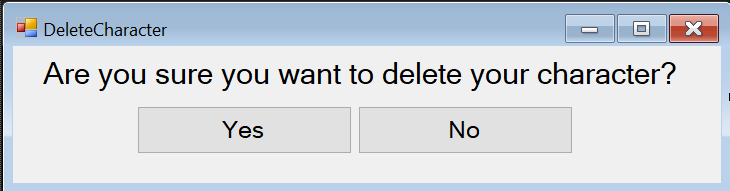 DeleteCharacter
Are you sure you want to delete your character?
Yes No